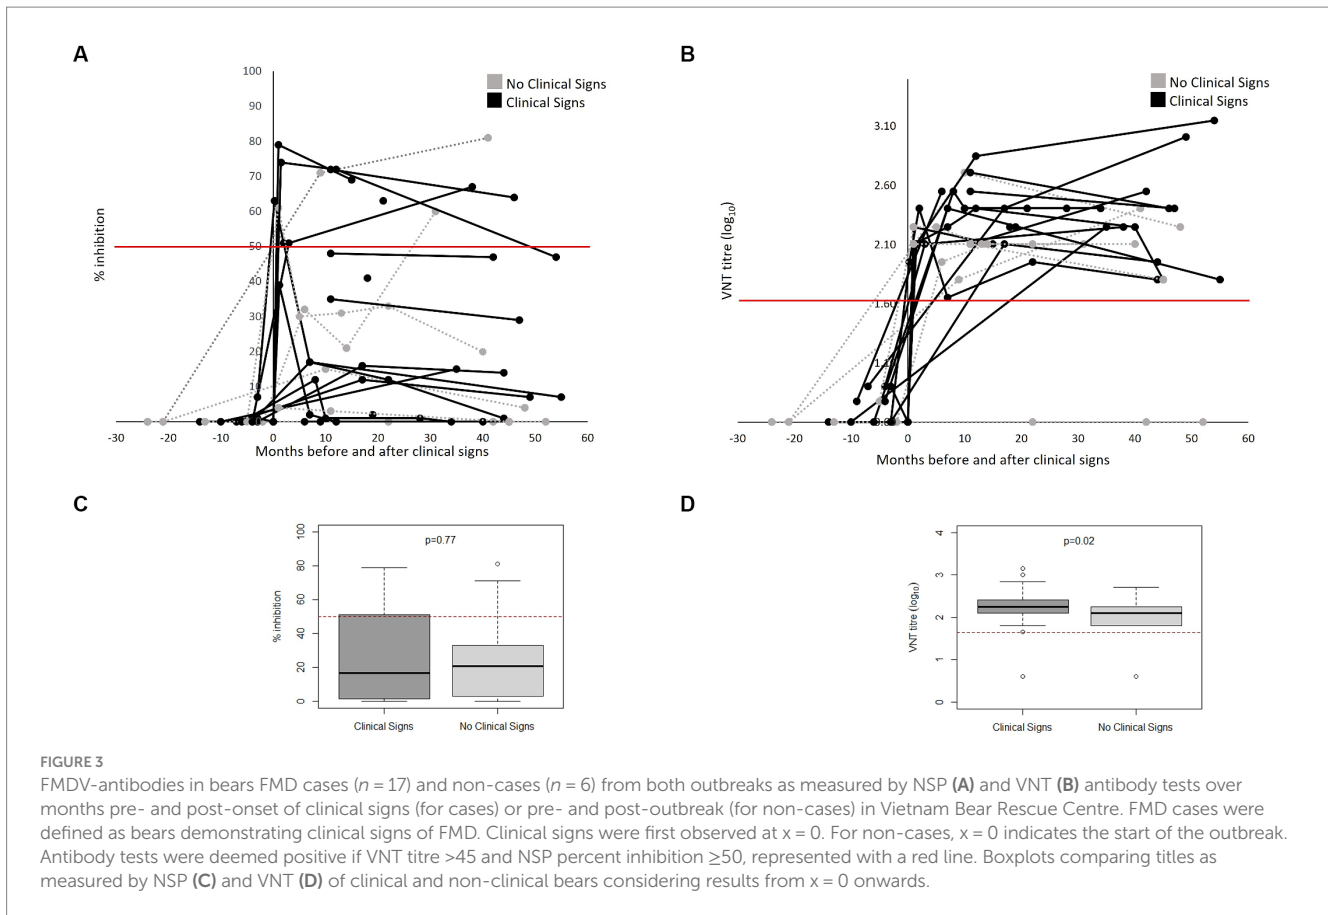 A
100
90
80
70
60
50
40
30
20
10
% inhibition
-30 -20 -10 0 10 20 30 40 50 60
Months before and after clinical signs
No Clinical Signs
Clinical Signs
B
3.10
2.60
2.10
1.60
1.10
VNT titre (log10)
-30 -20 -10 0 10 20 30 40 50 60
Months before and after clinical signs
No Clinical Signs
Clinical Signs
C
100
80
60
40
20
0
% inhibition
p=0.77
Clinical Signs No Clinical Signs
D
4
3
2
1
0
VNT titre (log10)
p=0.02
Clinical Signs No Clinical Signs
FIGURE 3
FMDV-antibodies in bears FMD cases (n = 17) and non-cases (n = 6) from both outbreaks as measured by NSP (A) and VNT (B) antibody tests over
months pre- and post-onset of clinical signs (for cases) or pre- and post-outbreak (for non-cases) in Vietnam Bear Rescue Centre. FMD cases were
defined as bears demonstrating clinical signs of FMD. Clinical signs were first observed at x = 0. For non-cases, x = 0 indicates the start of the outbreak.
Antibody tests were deemed positive if VNT titre >45 and NSP percent inhibition ≥50, represented with a red line. Boxplots comparing titles as
measured by NSP (C) and VNT (D) of clinical and non-clinical bears considering results from x = 0 onwards.